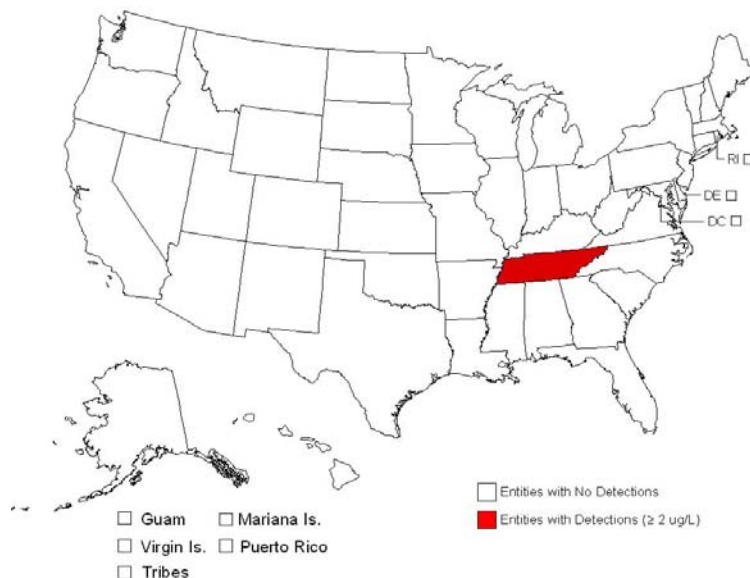 RI
DE
DC
Entities with No Detections
Entities with Detections (≥ 2 ug/L)
Guam
Mariana Is.
Virgin Is.
Puerto Rico
Tribes